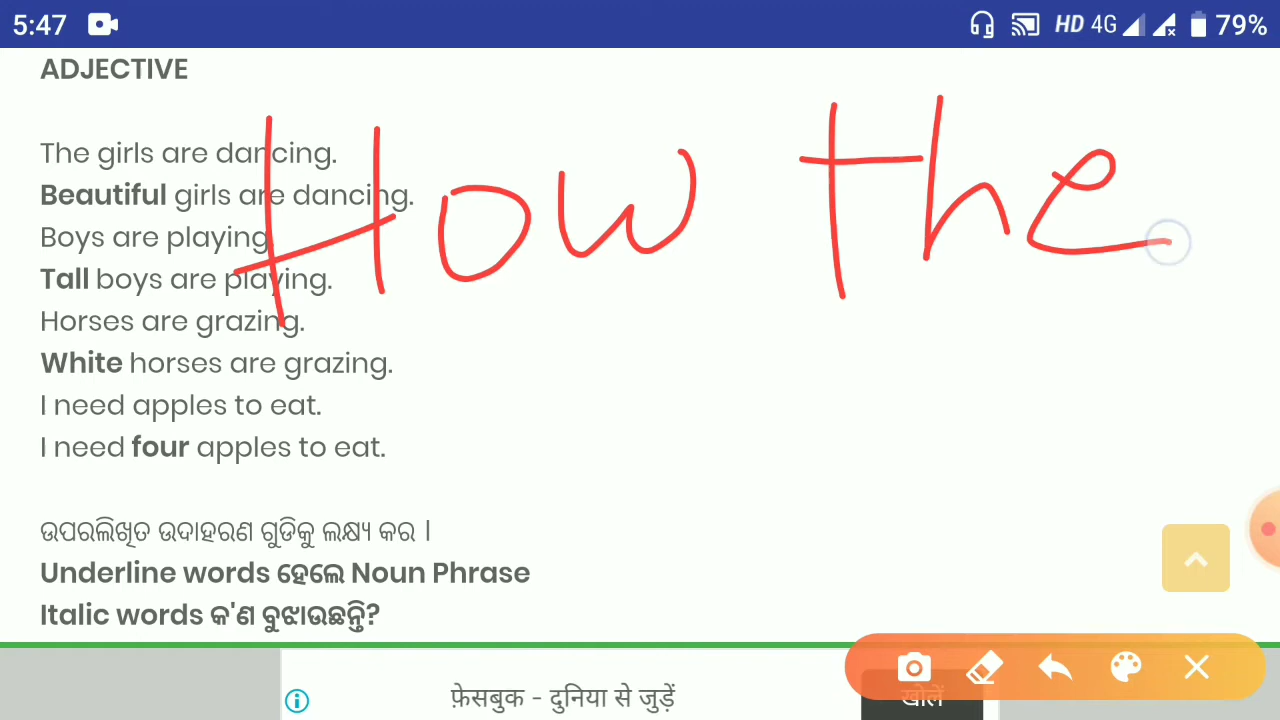 5:47 HD 4G 79%
ADJECTIVE
How the
The girls are dancing.
Beautiful girls are dancing.
Boys are playing
Tall boys are playing.
Horses are grazing.
White horses are grazing.
I need apples to eat.
I need four apples to eat.
ଉପରଲିଖିତ ଉଦାହରଣ ଗୁଡିକୁ ଲକ୍ଷ୍ୟ କର |
Underline words ହେଲେ Noun Phrase
Italic words କ'ଣ ବୁଝାଉଛନ୍ତି?
फ़ेसबुक - दुनिया से जुड़ें
खोलें